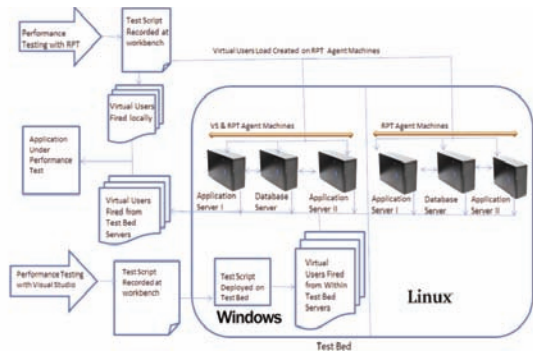 Performance
Testing with RPT
Test Script
Recorded at
workbench
Virtual Users Load Created on RPT Agent Machines
Virtual Users
Fired locally
VS & RPT Agent Machines
RPT Agent Machines
Application
Under
Performance
Test
Application
Server I
Database
Server
Application
Server II
Application
Server I
Database
Server
Application
Server II
Virtual Users
Fired from
Test Bed
Servers
Performance Testing
with Visual Studio
Test Script
Recorded at
workbench
Test Script
Deployed on
Test Bed
Virtual
Users Fired
from Within
Test Bed
Servers
Windows
Linux
Test Bed